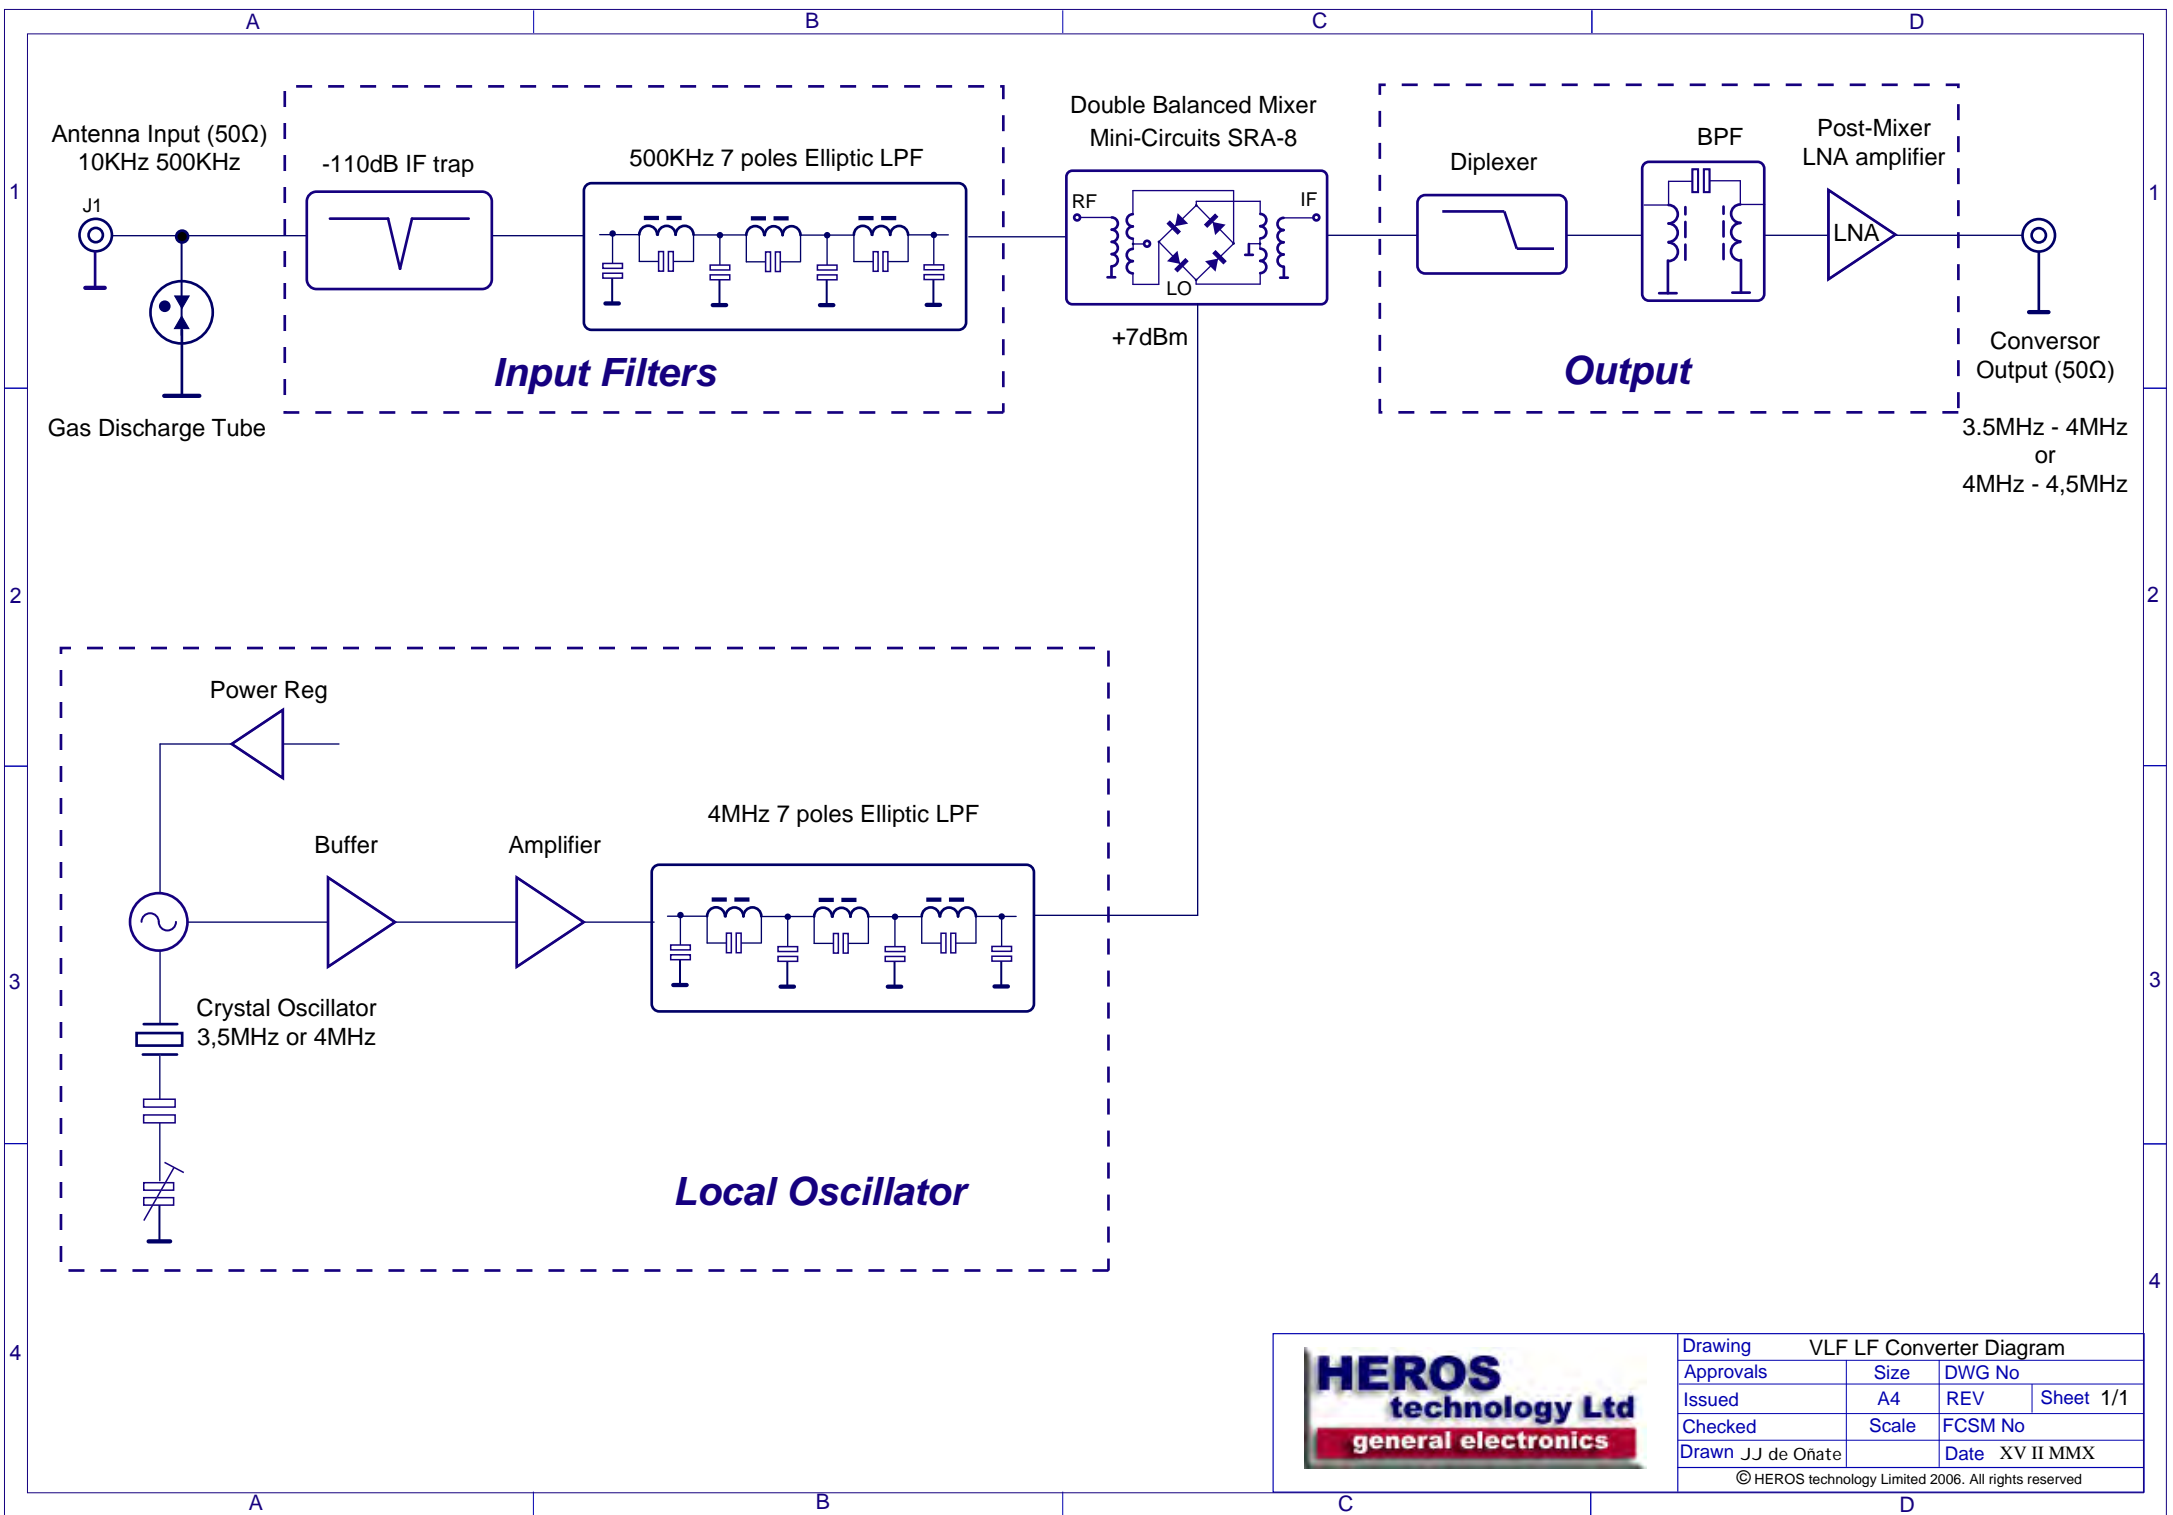 A B C D
Antenna Input (50Ω)
10KHz 500KHz
J1
Gas Discharge Tube
-110dB IF trap
500KHz 7 poles Elliptic LPF
Input Filters
Double Balanced Mixer
Mini-Circuits SRA-8
RF
IF
LO
+7dBm
Diplexer
BPF
Post-Mixer
LNA amplifier
LNA
Output
Conversor
Output (50Ω)
3.5MHz - 4MHz
or
4MHz - 4,5MHz
1 1
2 2
3 3
4 4
Power Reg
Buffer
Amplifier
4MHz 7 poles Elliptic LPF
Crystal Oscillator
3,5MHz or 4MHz
Local Oscillator
HEROS
technology Ltd
general electronics
Drawing VLF LF Converter Diagram
Approvals Size DWG No
Issued A4 REV Sheet 1/1
Checked Scale FCSM No
Drawn JJ de Oñate Date XV II MMX
© HEROS technology Limited 2006. All rights reserved
A B C D